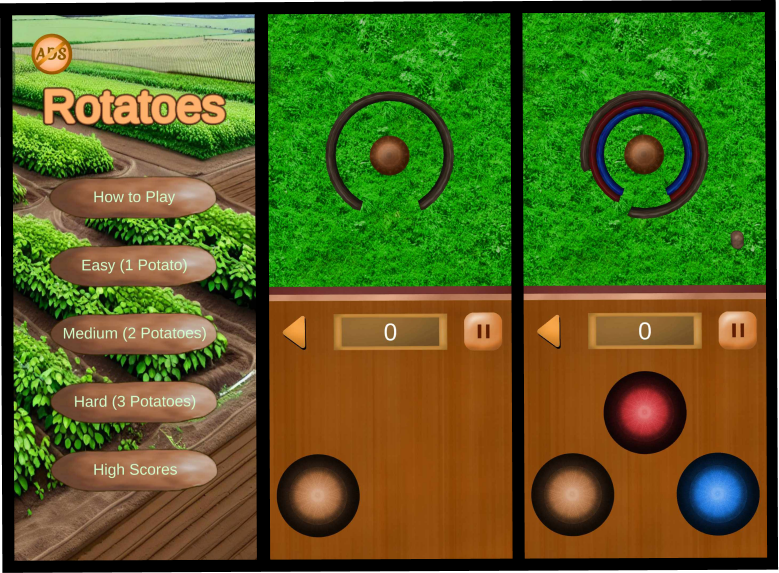 ADS
Rotatoes
How to Play
Easy (1 Potato)
Medium (2 Potatoes)
Hard (3 Potatoes)
High Scores
0
0